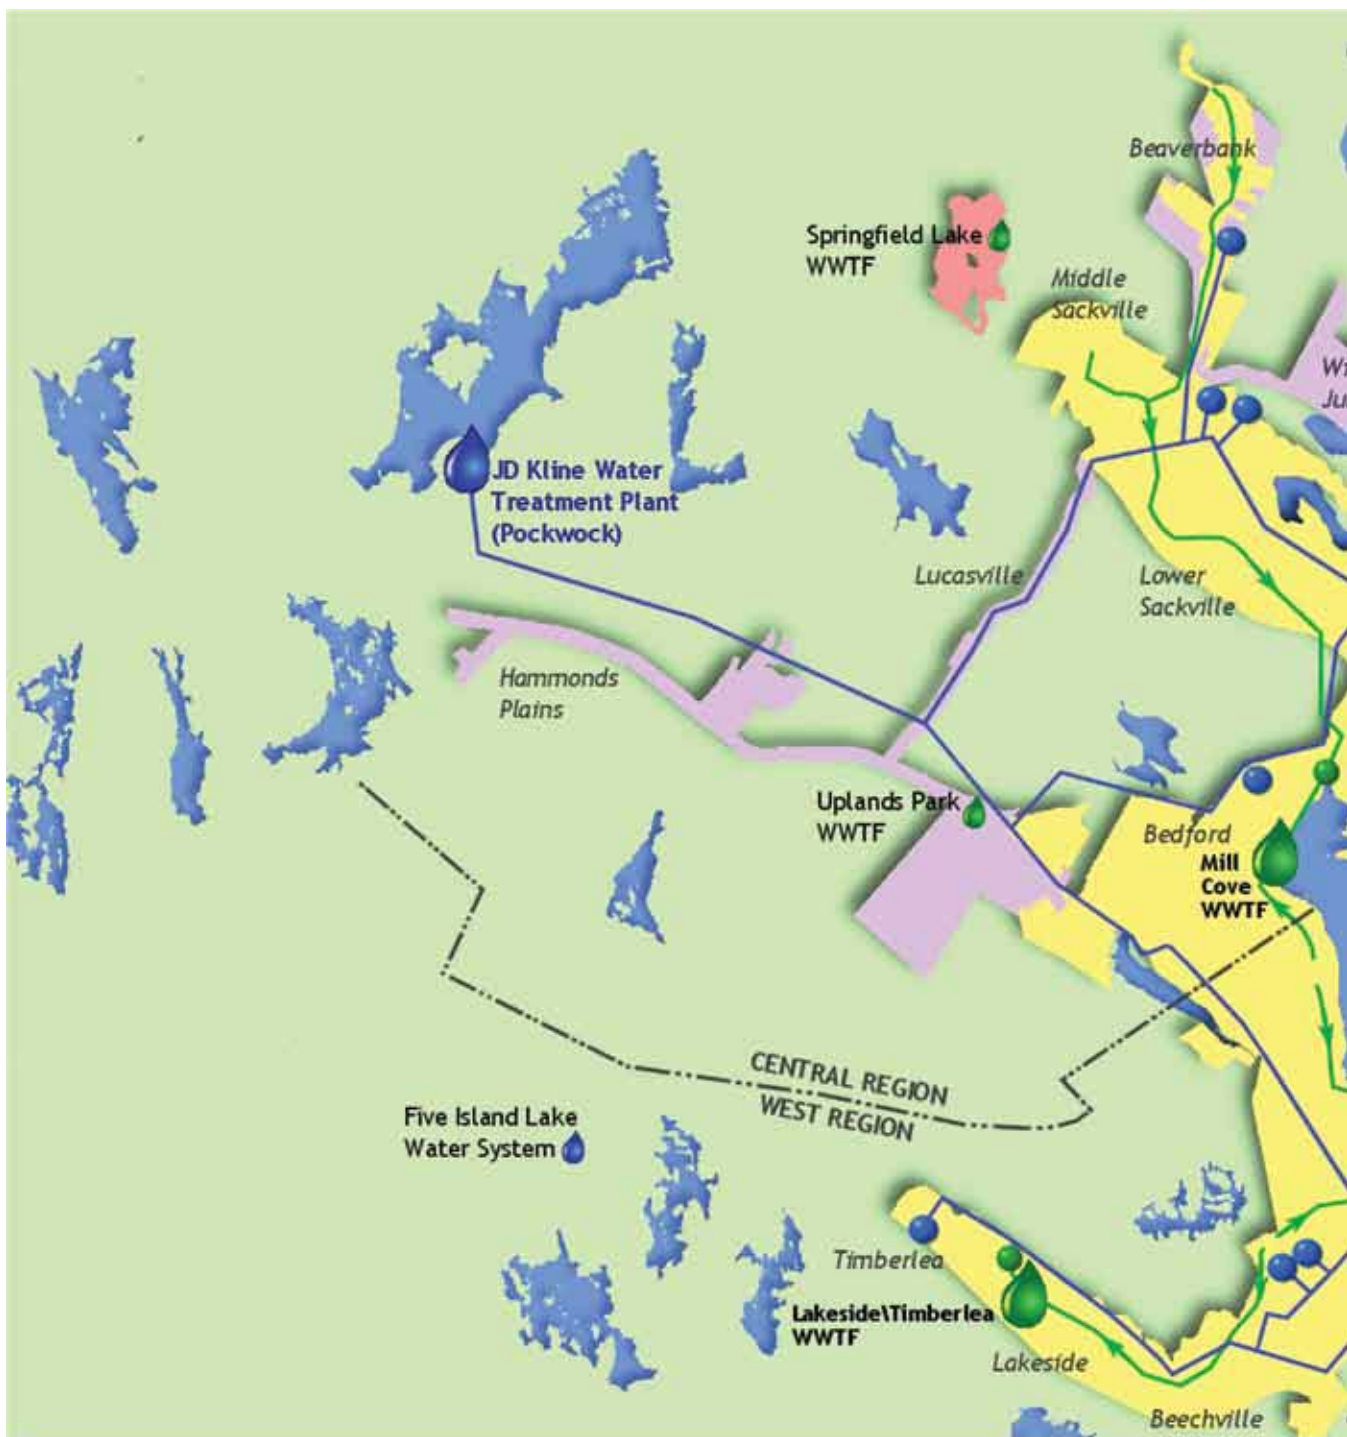 Beaverbank
Springfield Lake
WWTF
Middle
Sackville
JD Kline Water
Treatment Plant
(Pockwock)
Lucasville
Lower
Sackville
Hammonds
Plains
Uplands Park
WWTF
Bedford
Mill
Cove
WWTF
CENTRAL REGION
WEST REGION
Five Island Lake
Water System
Timberlea
Lakeside\Timberlea
WWTF
Lakeside
Beechville